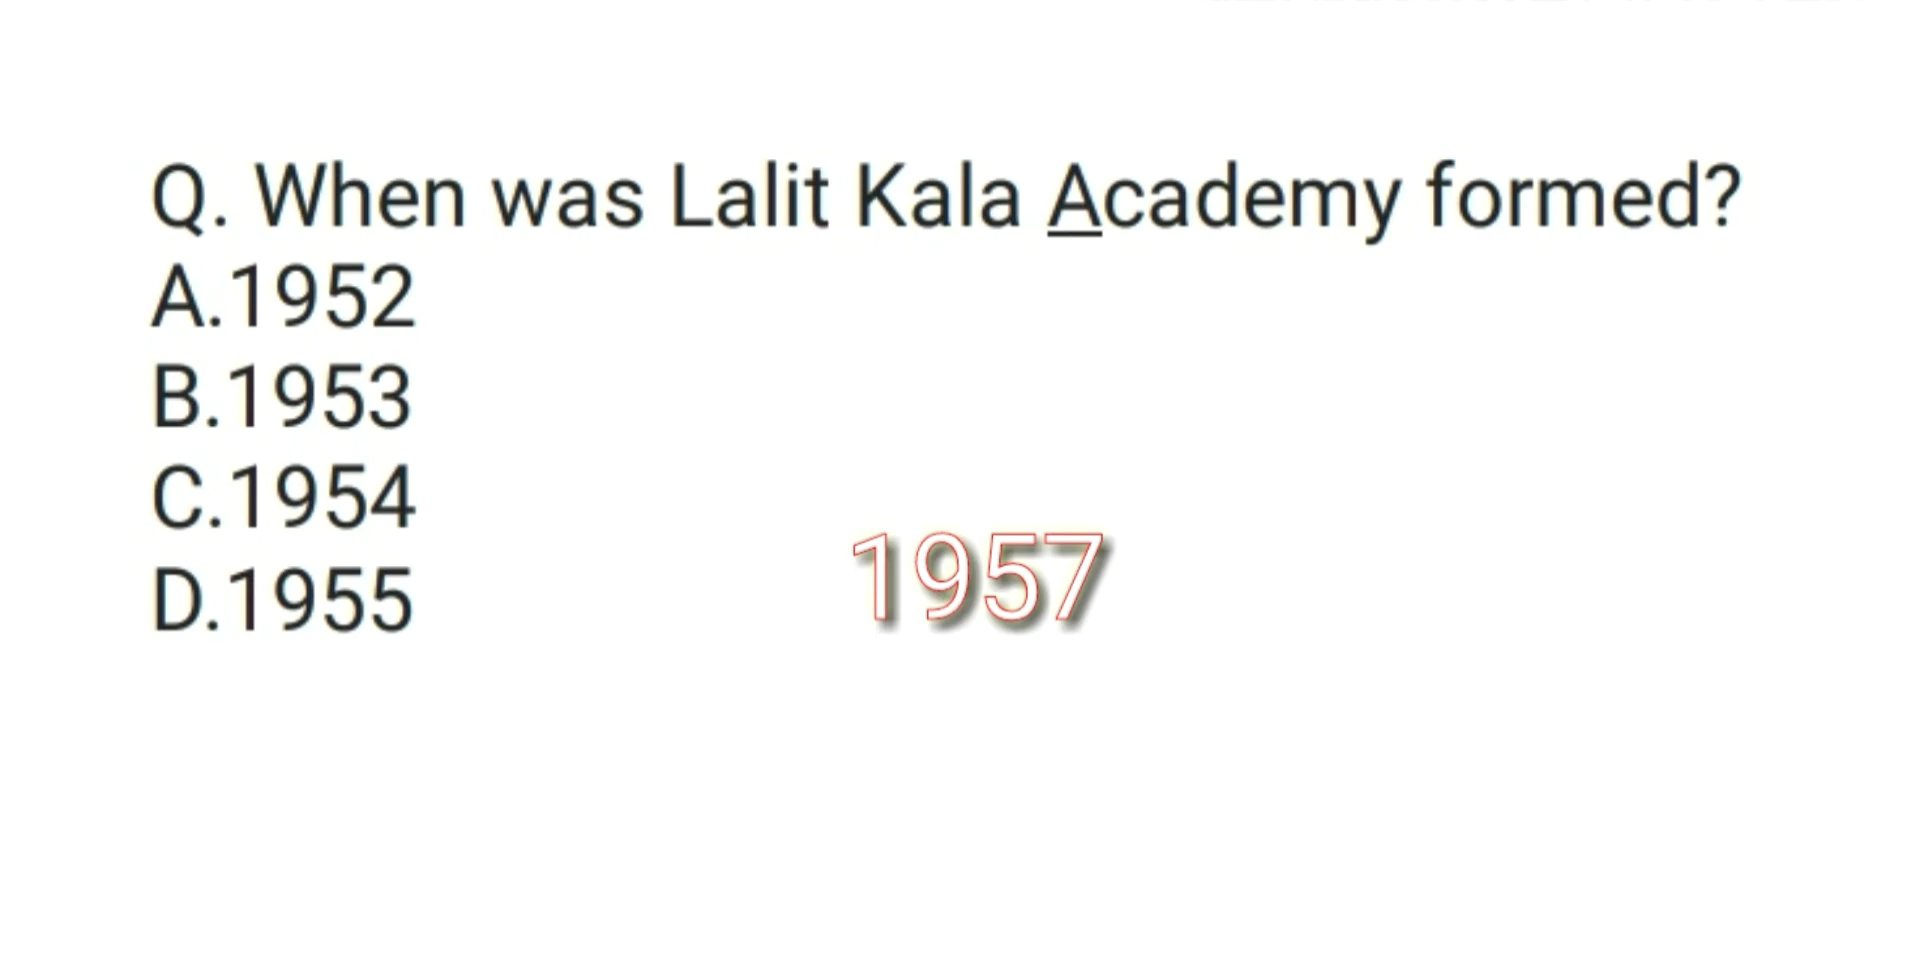 Q. When was Lalit Kala Academy formed?
A.1952
B.1953
C.1954
D.1955
1957